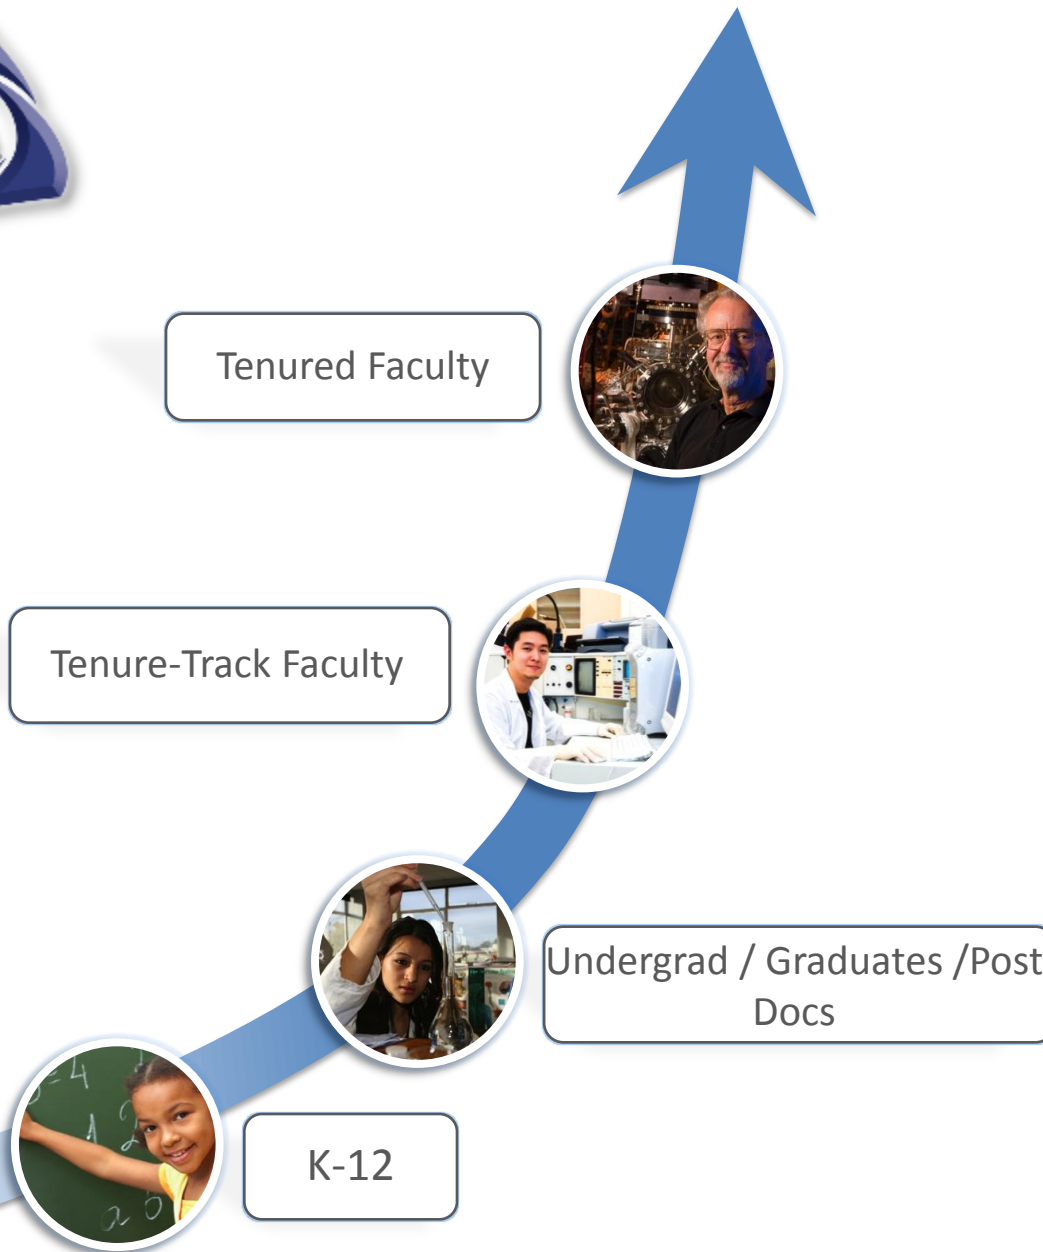 Tenured Faculty
Tenure-Track Faculty
Undergrad / Graduates /Post
Docs
K-12